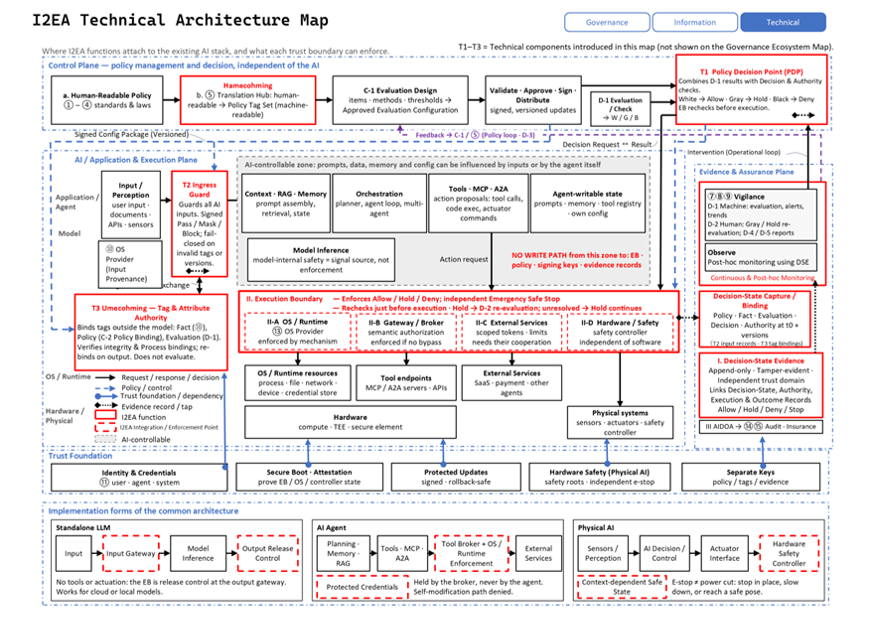 I2EA Technical Architecture Map
Governance
Information
Technical
Where I2EA functions attach to the existing AI stack, and what each trust boundary can enforce.
T1–T3 = Technical components introduced in this map (not shown on the Governance Ecosystem Map).
Control Plane — policy management and decision, independent of the AI
a. Human-Readable Policy
① – ④ standards & laws
Hamecohming
b. ⑤ Translation Hub: human-
readable → Policy Tag Set (machine-
readable)
C-1 Evaluation Design
items · methods · thresholds →
Approved Evaluation Configuration
Validate · Approve · Sign ·
Distribute
signed, versioned updates
D-1 Evaluation
/ Check
→ W / G / B
T1 Policy Decision Point (PDP)
Combines D-1 results with Decision & Authority
checks.
White → Allow · Gray → Hold · Black → Deny
EB rechecks before execution.
Signed Config Package (Versioned)
Feedback → C-1 / ⑤ (Policy loop · D-3)
Decision Request ↔ Result
Intervention (Operational loop)
AI / Application & Execution Plane
Application /
Agent
Model
Input /
Perception
user input ·
documents ·
APIs · sensors
⑩ OS
Provider
(Input
Provenance)
T2 Ingress
Guard
Guards all AI
inputs. Signed
Pass / Mask /
Block; fail-
closed on
invalid tags or
versions.
xchange
AI-controllable zone: prompts, data, memory and config can be influenced by inputs or by the agent itself
Context · RAG · Memory
prompt assembly,
retrieval, state
Orchestration
planner, agent loop, multi-
agent
Tools · MCP · A2A
action proposals: tool calls,
code exec, actuator
commands
Agent-writable state
prompts · memory · tool registry
· own config
Model Inference
model-internal safety = signal source, not
enforcement
Action request
NO WRITE PATH from this zone to: EB ·
policy · signing keys · evidence records
Evidence & Assurance Plane
⑦⑧⑨ Vigilance
D-1 Machine: evaluation, alerts,
trends
D-2 Human: Gray / Hold re-
evaluation; D-4 / D-5 reports
Observe
Post-hoc monitoring using DSE
Continuous & Post-hoc Monitoring
T3 Umecohming — Tag & Attribute
Authority
Binds tags outside the model: Fact (⑩),
Policy (C-2 Policy Binding), Evaluation (D-1).
Verifies integrity & Process bindings; re-
binds on output. Does not evaluate.
II. Execution Boundary — Enforces Allow / Hold / Deny; independent Emergency Safe Stop
— Rechecks just before execution · Hold → D-2 re-evaluation; unresolved → Hold continues
II-A OS / Runtime
⑬ OS Provider
enforced by mechanism
II-B Gateway / Broker
semantic authorization
enforced if no bypass
II-C External Services
scoped tokens · limits
needs their cooperation
II-D Hardware / Safety
safety controller
independent of software
Decision-State Capture /
Binding
Policy · Fact · Evaluation ·
Decision · Authority at t0 +
versions
(T2 input records · T3 tag bindings)
I. Decision-State Evidence
Append-only · Tamper-evident ·
Independent trust domain
Links Decision-State, Authority,
Execution & Outcome Records
Allow / Hold / Deny / Stop
III AIDOA → ⑭⑮ Audit · Insurance
OS / Runtime
Hardware /
Physical
Request / response / decision
Policy / control
Trust foundation / dependency
Evidence record / tap
I2EA function
I2EA Integration / Enforcement Point
AI-controllable
OS / Runtime resources
process · file · network ·
device · credential store
Tool endpoints
MCP / A2A servers · APIs
External Services
SaaS · payment · other
agents
Hardware
compute · TEE · secure element
Physical systems
sensors · actuators · safety
controller
Trust Foundation
Identity & Credentials
⑪ user · agent · system
Secure Boot · Attestation
prove EB / OS / controller state
Protected Updates
signed · rollback-safe
Hardware Safety (Physical AI)
safety roots · independent e-stop
Separate Keys
policy / tags / evidence
Implementation forms of the common architecture
Standalone LLM
Input
Input Gateway
Model
Inference
Output Release
Control
No tools or actuation: the EB is release control at the output gateway.
Works for cloud or local models.
AI Agent
Planning ·
Memory ·
RAG
Tools · MCP ·
A2A
Tool Broker + OS /
Runtime
Enforcement
External
Services
Protected Credentials
Held by the broker, never by the agent.
Self-modification path denied.
Physical AI
Sensors /
Perception
AI Decision /
Control
Actuator
Interface
Hardware
Safety
Controller
Context-dependent Safe
State
E-stop ≠ power cut: stop in place, slow
down, or reach a safe pose.